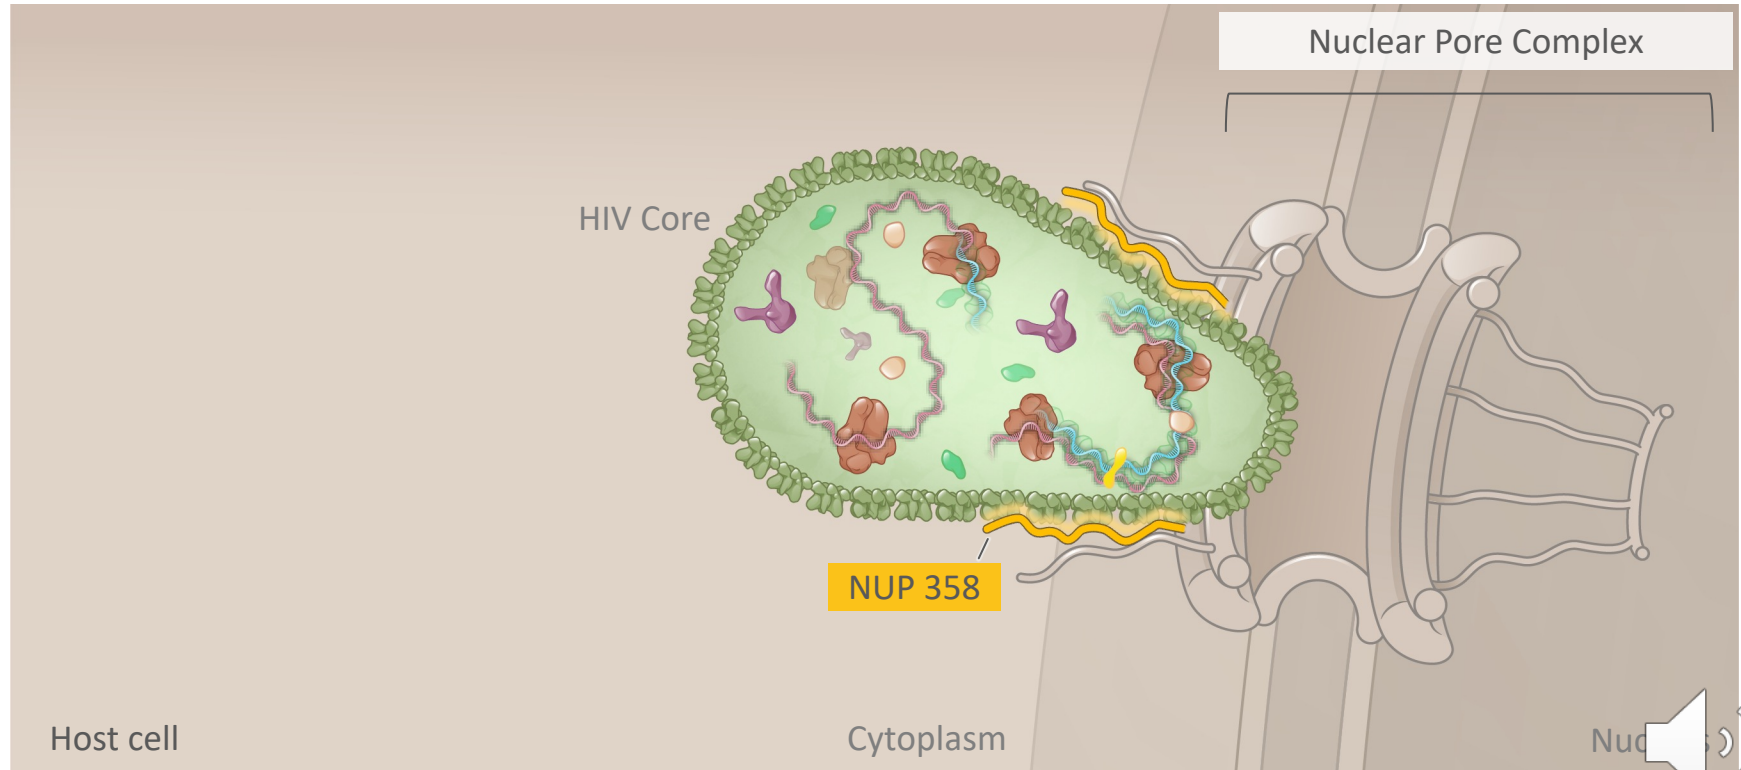 Nuclear Pore Complex
HIV Core
NUP 358
Host cell
Cytoplasm